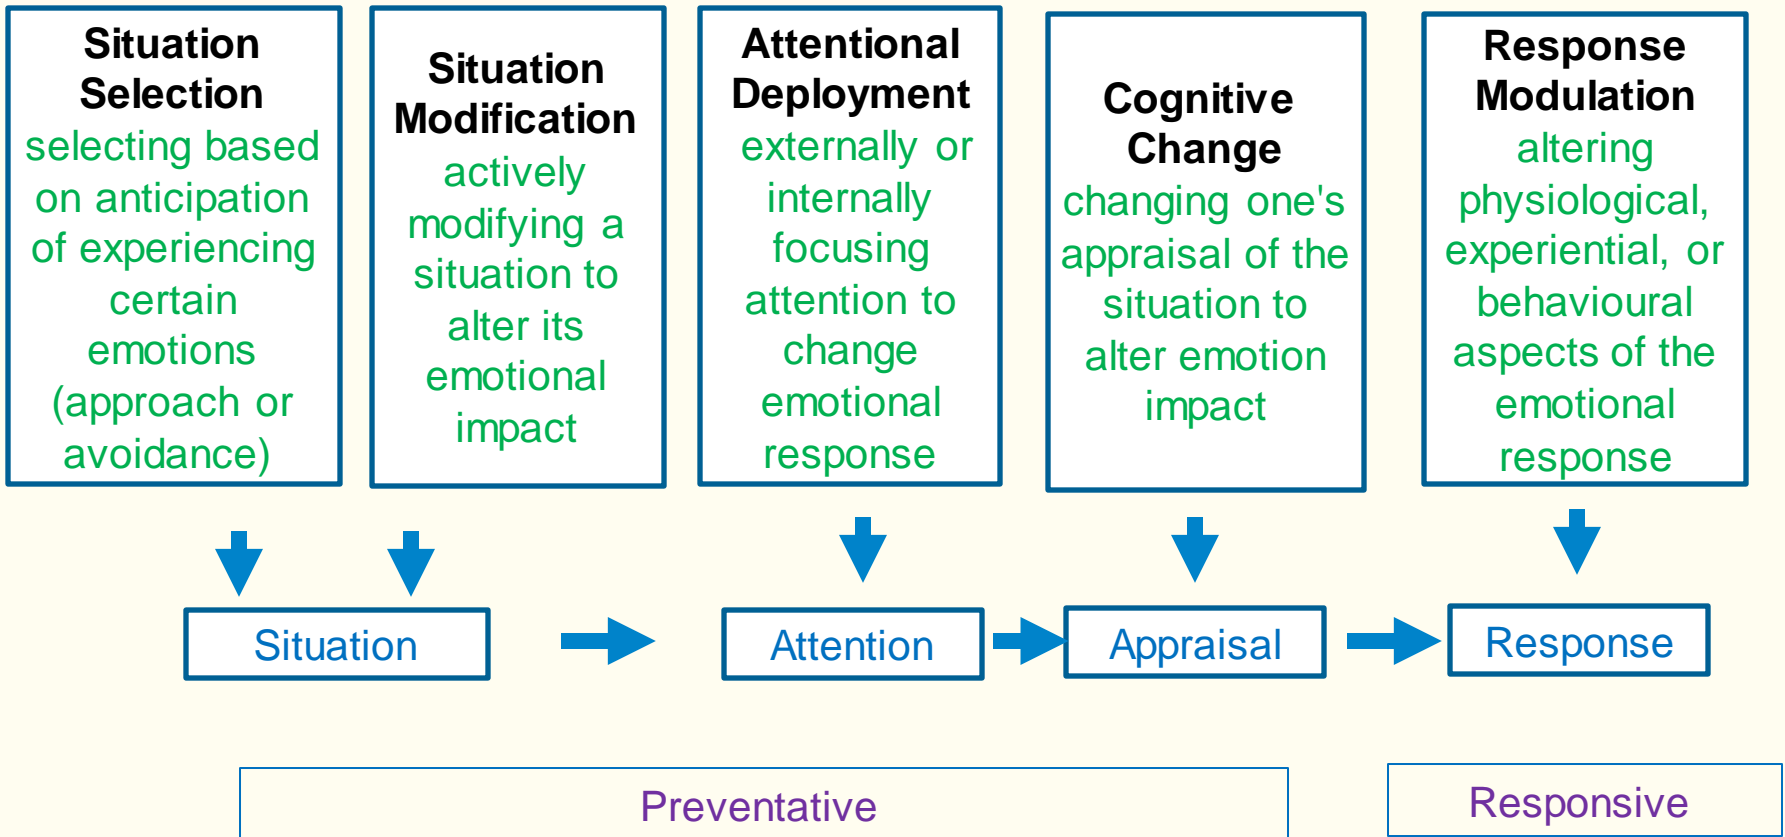 Situation
Selection
selecting based
on anticipation
of experiencing
certain
emotions
(approach or
avoidance)
Situation
Modification
actively
modifying a
situation to
alter its
emotional
impact
Attentional
Deployment
externally or
internally
focusing
attention to
change
emotional
response
Cognitive
Change
changing one's
appraisal of the
situation to
alter emotion
impact
Response
Modulation
altering
physiological,
experiential, or
behavioural
aspects of the
emotional
response
Situation
Attention
Appraisal
Response
Preventative
Responsive